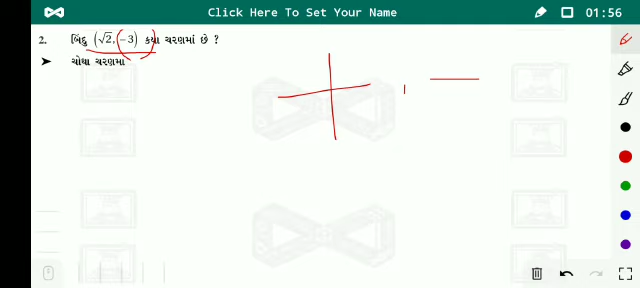 Click Here To Set Your Name
01:56
2. બિંદુ (√2, −3) કયા ચરણમાં છે ?
➤ ચોથા ચરણમાં